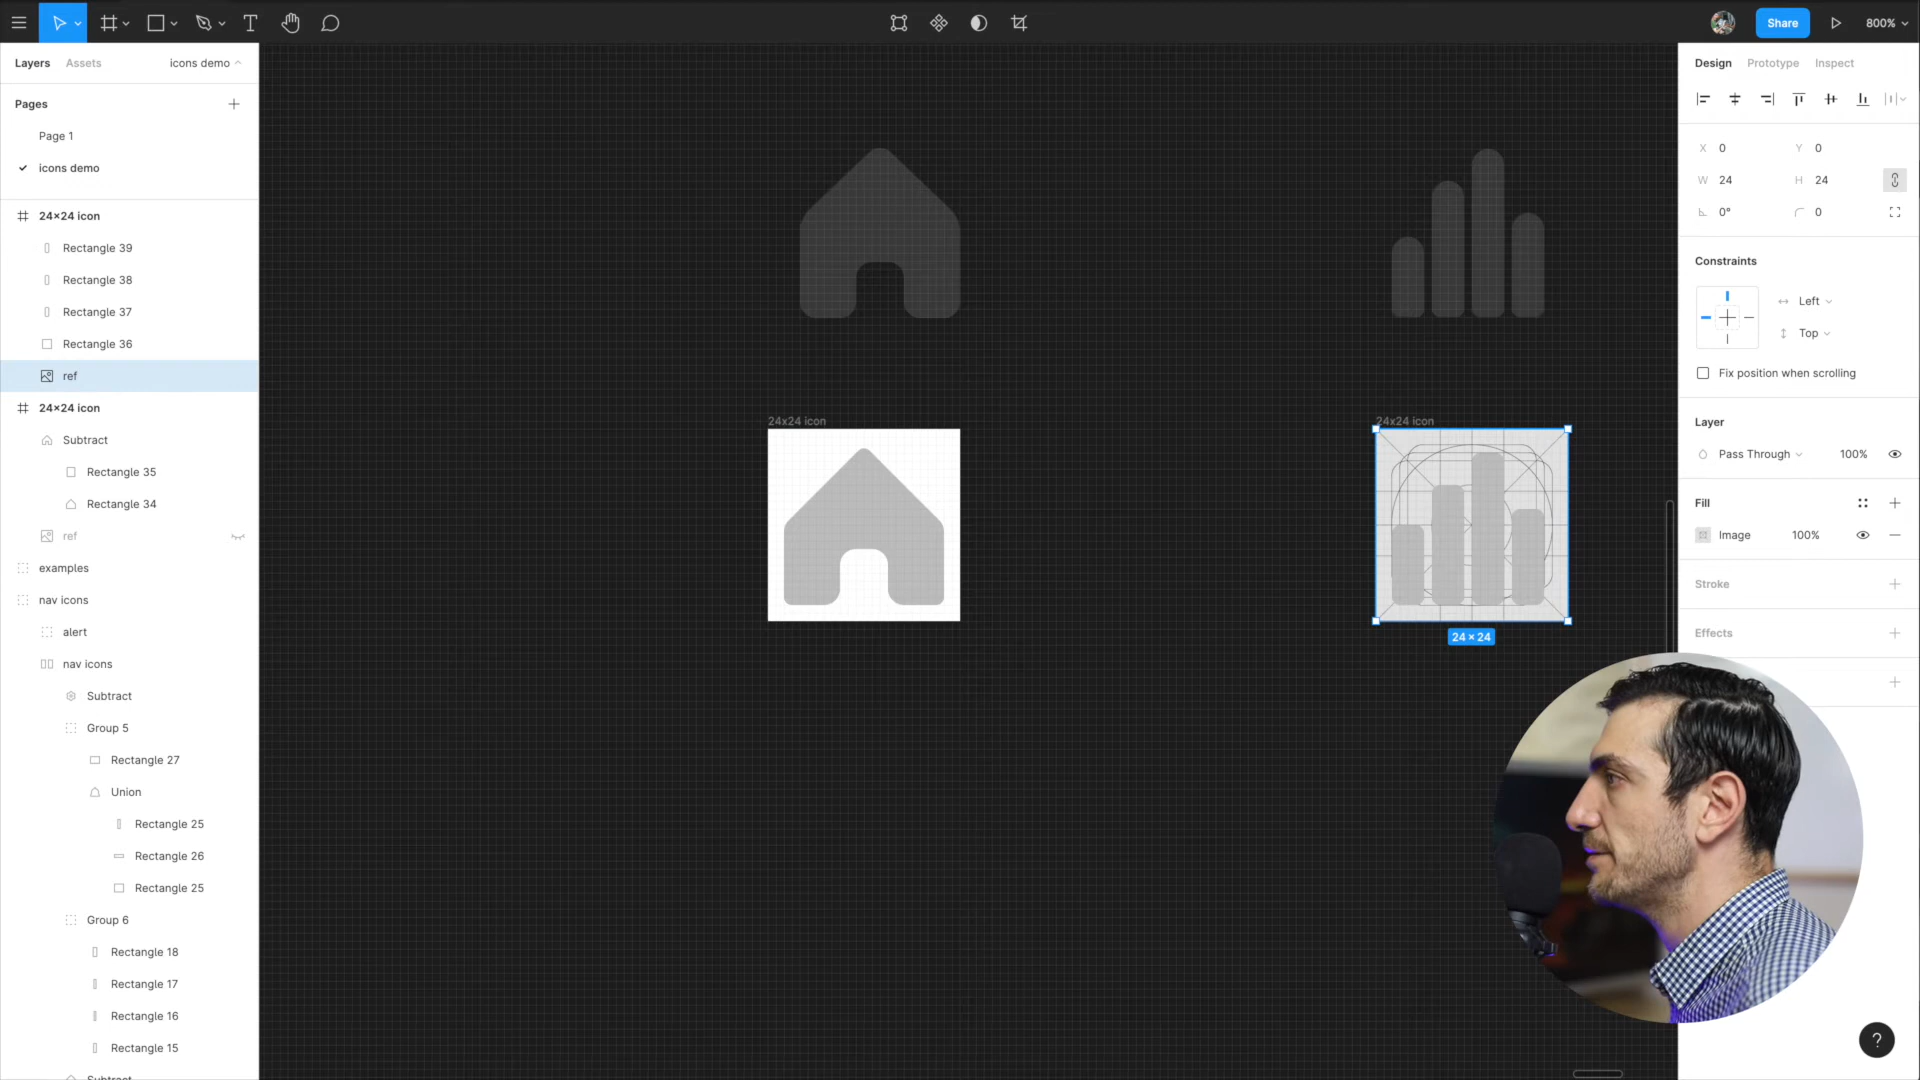 Share
800%
Layers
Assets
icons demo
Pages
Page 1
icons demo
24×24 icon
Rectangle 39
Rectangle 38
Rectangle 37
Rectangle 36
ref
24×24 icon
Subtract
Rectangle 35
Rectangle 34
ref
examples
nav icons
alert
nav icons
Subtract
Group 5
Rectangle 27
Union
Rectangle 25
Rectangle 26
Rectangle 25
Group 6
Rectangle 18
Rectangle 17
Rectangle 16
Rectangle 15
Subtract
24x24 icon
24x24 icon
24 × 24
Design
Prototype
Inspect
X 0
Y 0
W 24
H 24
0°
0
Constraints
Left
Top
Fix position when scrolling
Layer
Pass Through
100%
Fill
Image
100%
Stroke
Effects
?